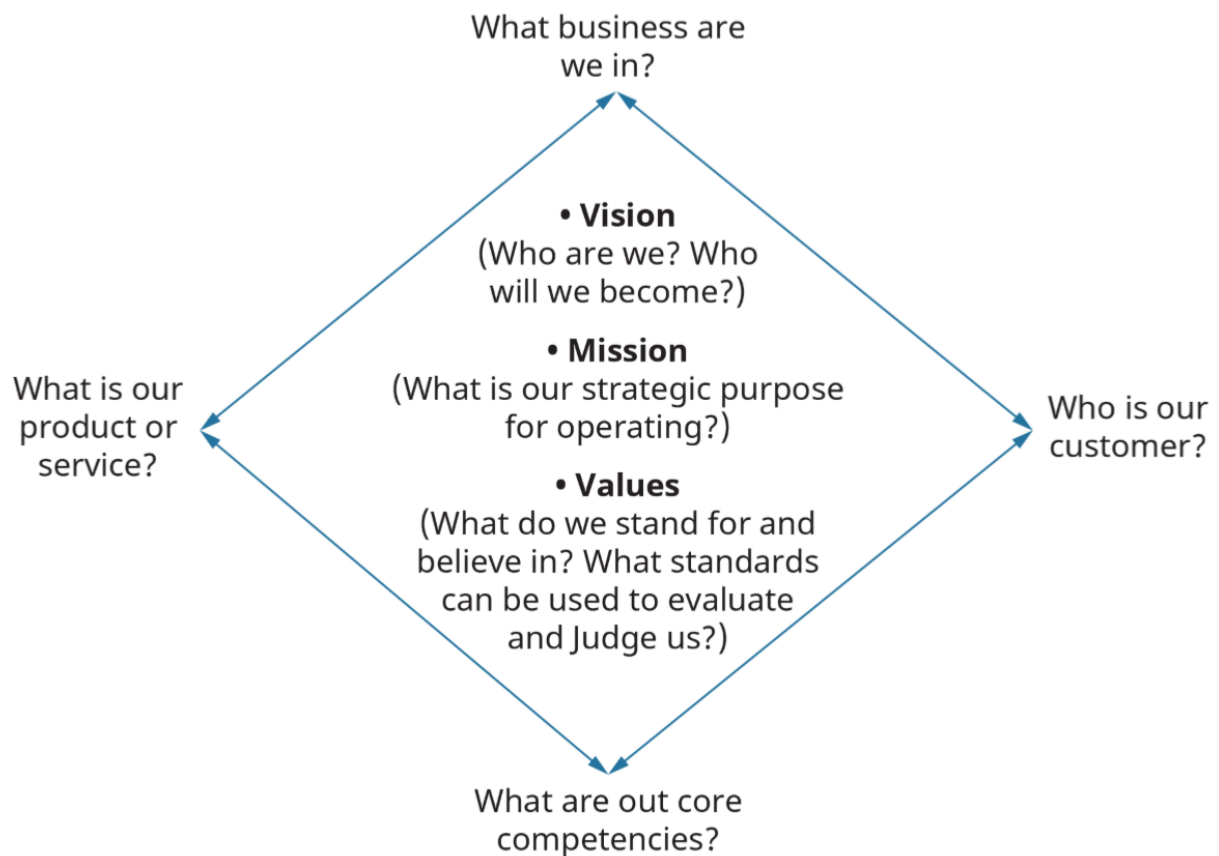 What business are
we in?
• Vision
(Who are we? Who
will we become?)
• Mission
(What is our strategic purpose
for operating?)
• Values
(What do we stand for and
believe in? What standards
can be used to evaluate
and Judge us?)
What is our
product or
service?
Who is our
customer?
What are out core
competencies?